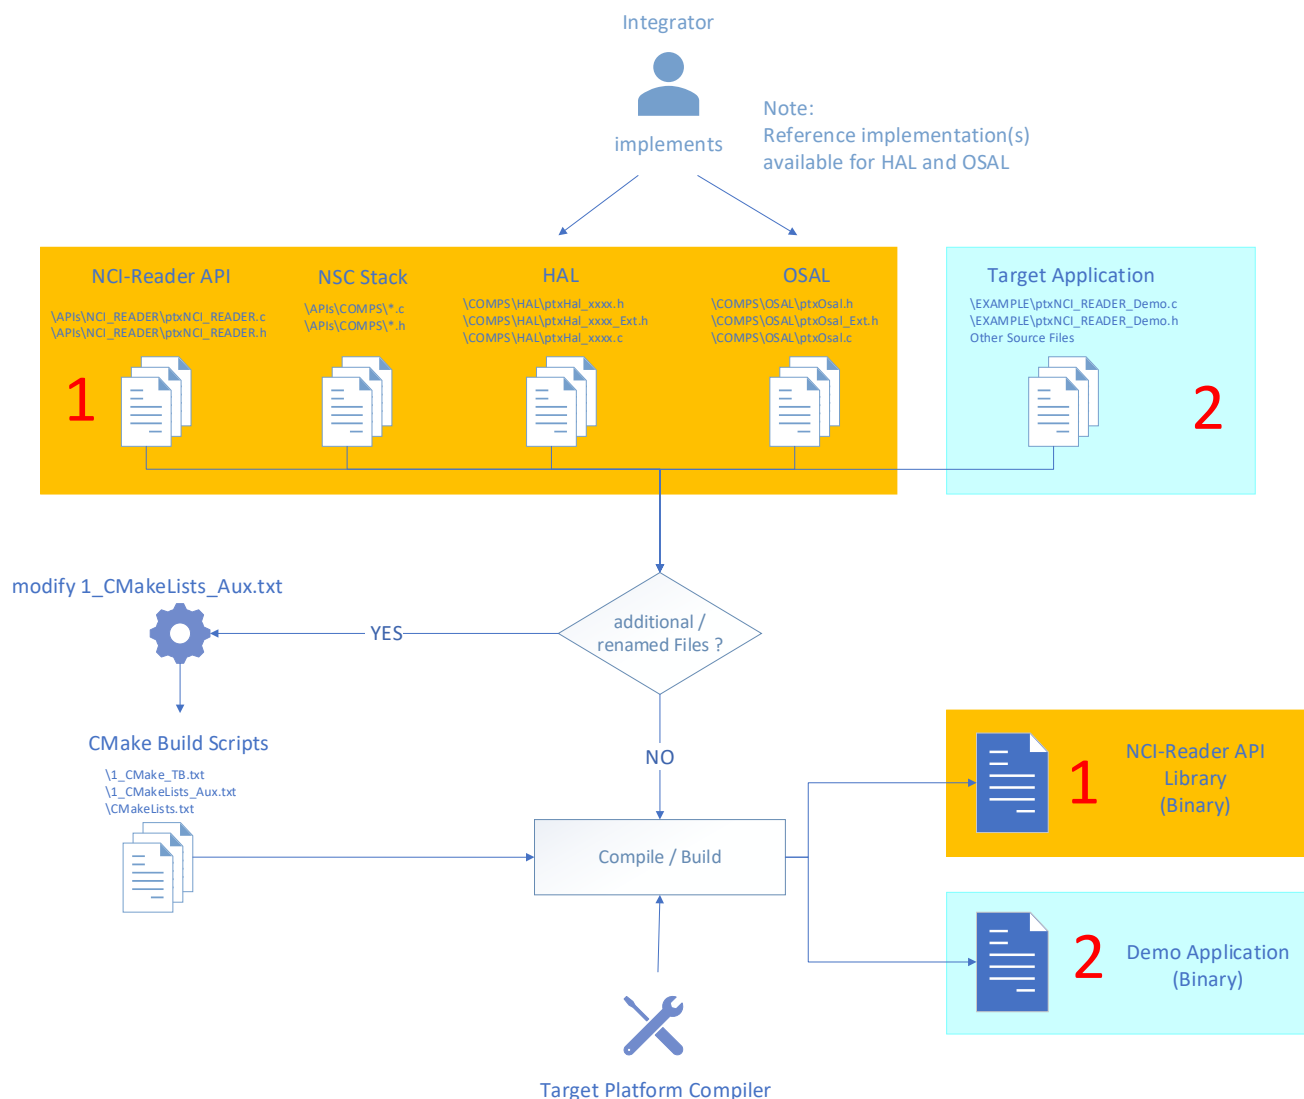 Integrator
implements
Note:
Reference implementation(s)
available for HAL and OSAL
NCI-Reader API
\APIs\NCI_READER\ptxNCI_READER.c
\APIs\NCI_READER\ptxNCI_READER.h
1
NSC Stack
\APIs\COMPS\*.c
\APIs\COMPS\*.h
HAL
\COMPS\HAL\ptxHal_xxxx.h
\COMPS\HAL\ptxHal_xxxx_Ext.h
\COMPS\HAL\ptxHal_xxxx.c
OSAL
\COMPS\OSAL\ptxOsal.h
\COMPS\OSAL\ptxOsal_Ext.h
\COMPS\OSAL\ptxOsal.c
Target Application
\EXAMPLE\ptxNCI_READER_Demo.c
\EXAMPLE\ptxNCI_READER_Demo.h
Other Source Files
2
additional /
renamed Files ?
YES
modify 1_CMakeLists_Aux.txt
CMake Build Scripts
\1_CMake_TB.txt
\1_CMakeLists_Aux.txt
\CMakeLists.txt
NO
Compile / Build
Target Platform Compiler
1
NCI-Reader API
Library
(Binary)
2
Demo Application
(Binary)